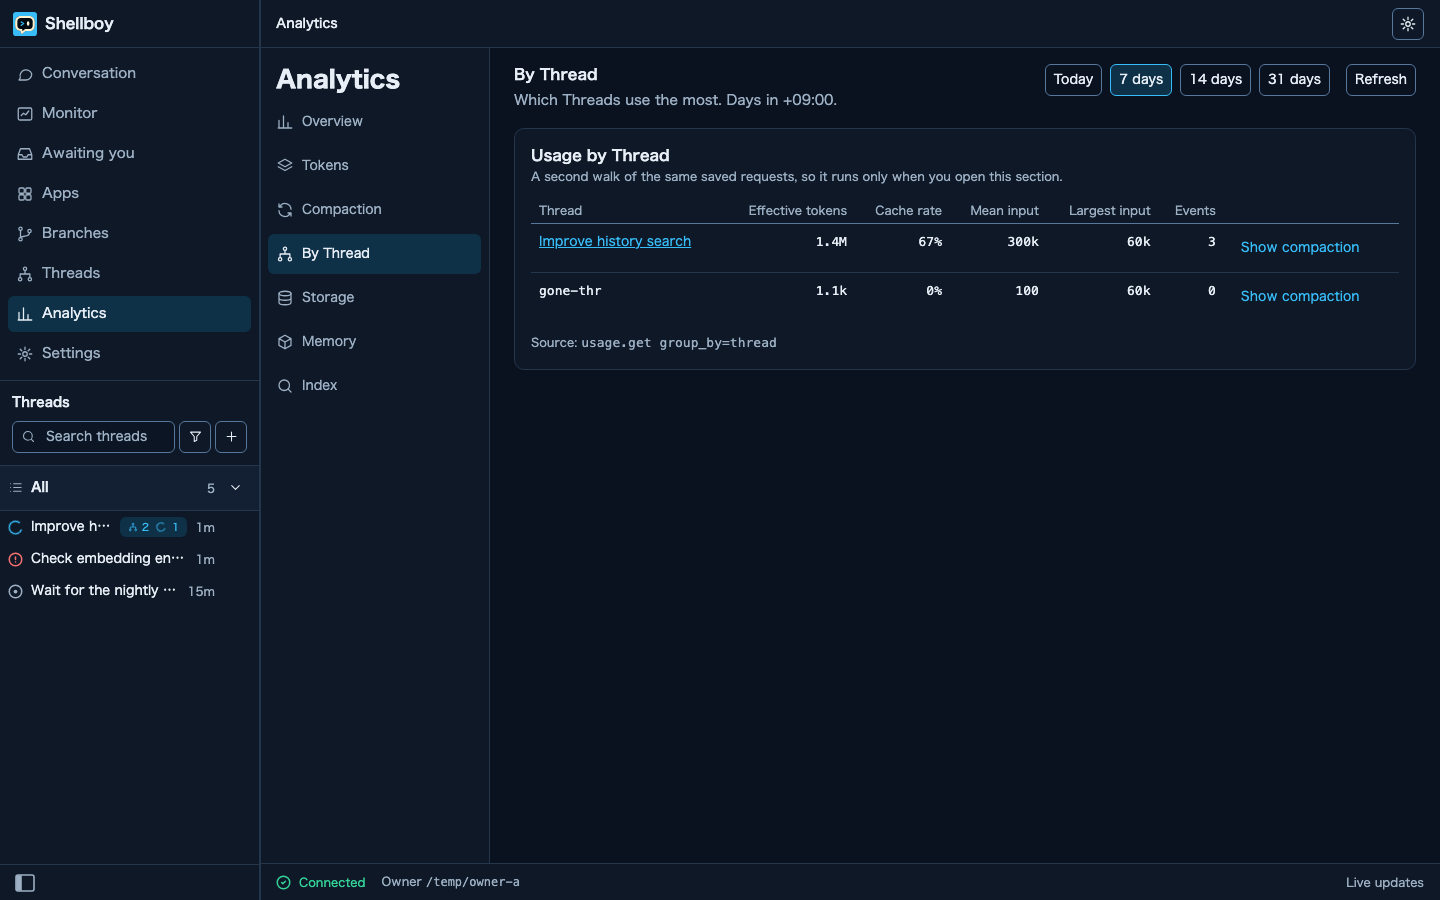 Shellboy
Analytics
Conversation
Monitor
Awaiting you
Apps
Branches
Threads
Analytics
Settings
Threads
Search threads
All 5
Improve h··· 2 1 1m
Check embedding en··· 1m
Wait for the nightly ··· 15m
Analytics
Overview
Tokens
Compaction
By Thread
Storage
Memory
Index
By Thread
Which Threads use the most. Days in +09:00.
Today 7 days 14 days 31 days Refresh
Usage by Thread
A second walk of the same saved requests, so it runs only when you open this section.
Thread Effective tokens Cache rate Mean input Largest input Events
Improve history search 1.4M 67% 300k 60k 3 Show compaction
gone-thr 1.1k 0% 100 60k 0 Show compaction
Source: usage.get group_by=thread
Connected Owner /temp/owner-a Live updates